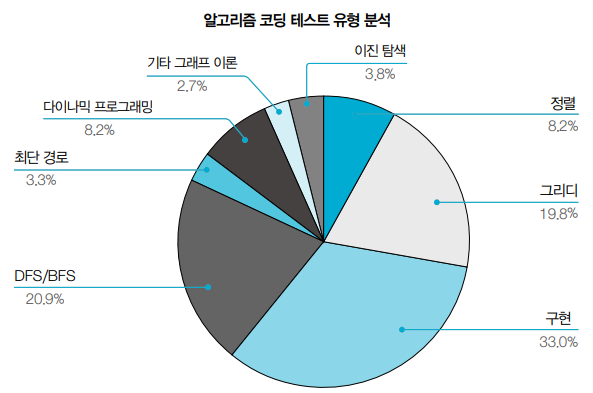 알고리즘 코딩 테스트 유형 분석
이진 탐색
3.8%
기타 그래프 이론
2.7%
다이나믹 프로그래밍
8.2%
정렬
8.2%
최단 경로
3.3%
그리디
19.8%
DFS/BFS
20.9%
구현
33.0%